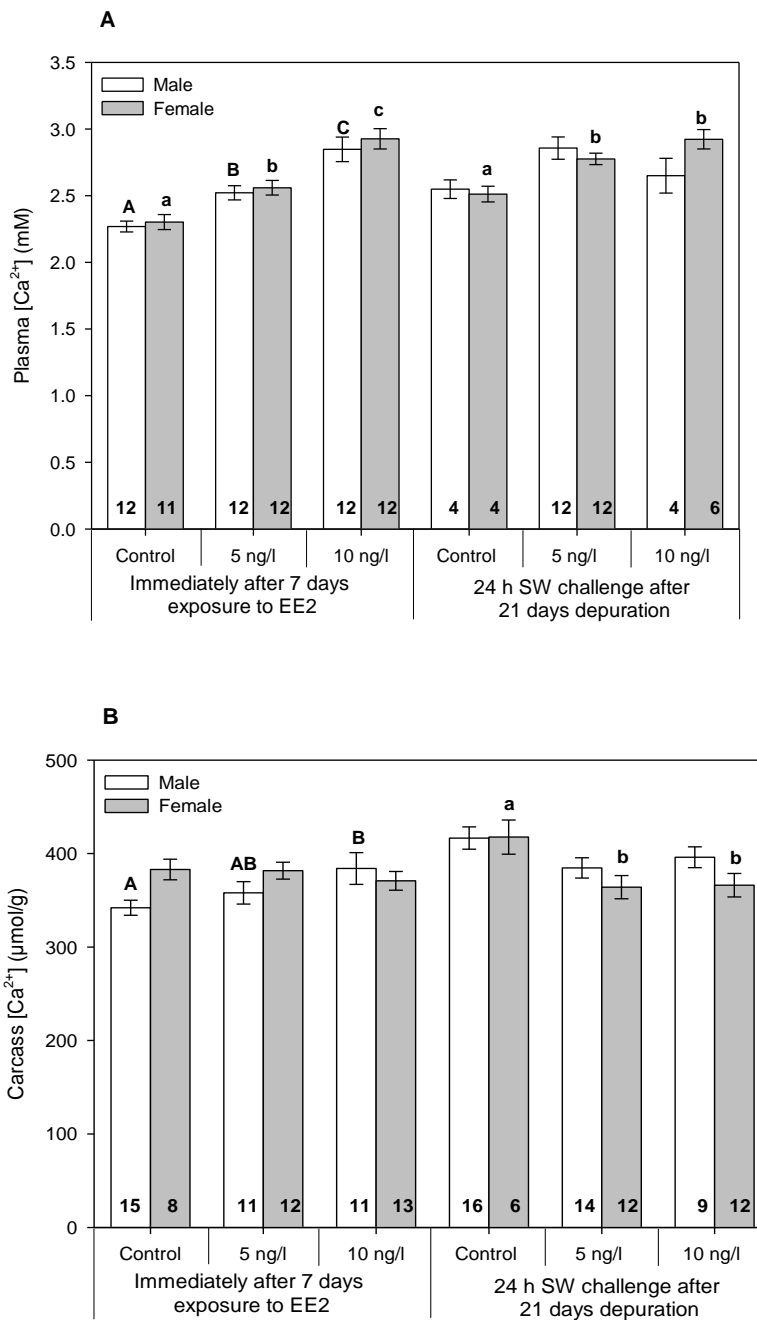 A
3.5
Male
Female
3.0
2.5
2.0
1.5
1.0
0.5
0.0
Plasma [Ca²⁺] (mM)
A a B b C c a b b
12 11 12 12 12 12 4 4 12 12 4 6
Control 5 ng/l 10 ng/l Control 5 ng/l 10 ng/l
Immediately after 7 days
exposure to EE2
24 h SW challenge after
21 days depuration
B
500
Male
Female
400
300
200
100
0
Carcass [Ca²⁺] (μmol/g)
A AB B a b b
15 8 11 12 11 13 16 6 14 12 9 12
Control 5 ng/l 10 ng/l Control 5 ng/l 10 ng/l
Immediately after 7 days
exposure to EE2
24 h SW challenge after
21 days depuration